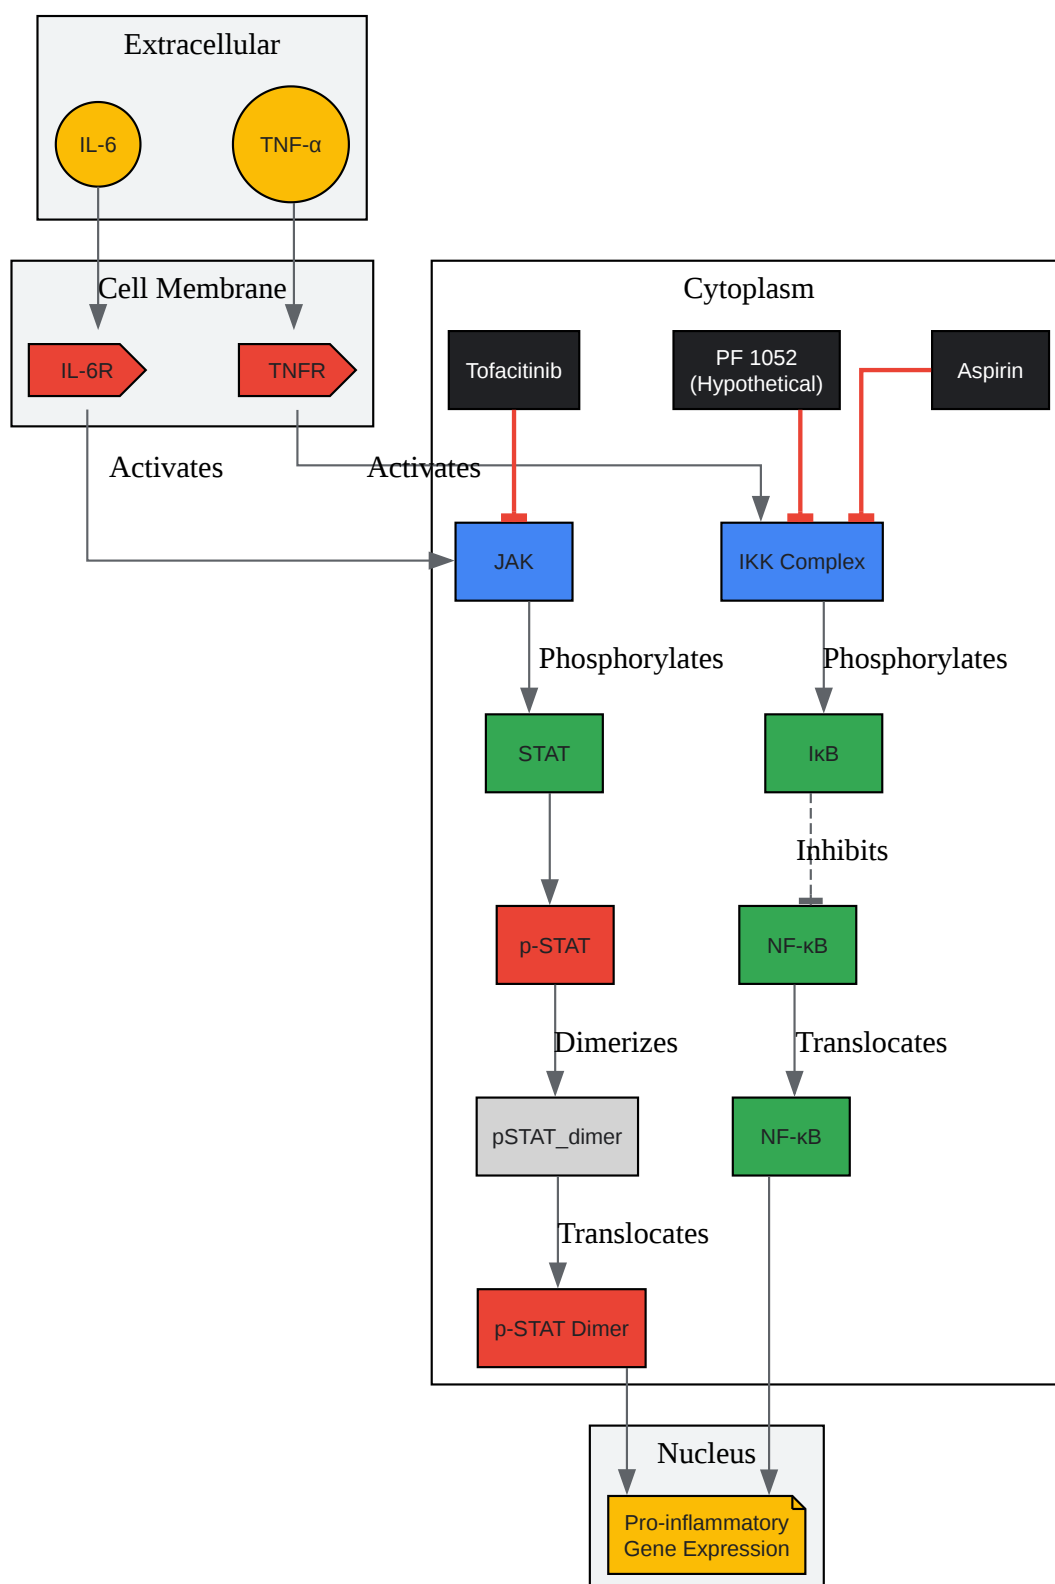 Extracellular
IL-6
TNF-α
Cell Membrane
IL-6R
TNFR
Cytoplasm
Tofacitinib
PF 1052
(Hypothetical)
Aspirin
Activates
Activates
JAK
IKK Complex
Phosphorylates
Phosphorylates
STAT
IκB
Inhibits
p-STAT
NF-κB
Dimerizes
Translocates
pSTAT_dimer
NF-κB
Translocates
p-STAT Dimer
Nucleus
Pro-inflammatory
Gene Expression